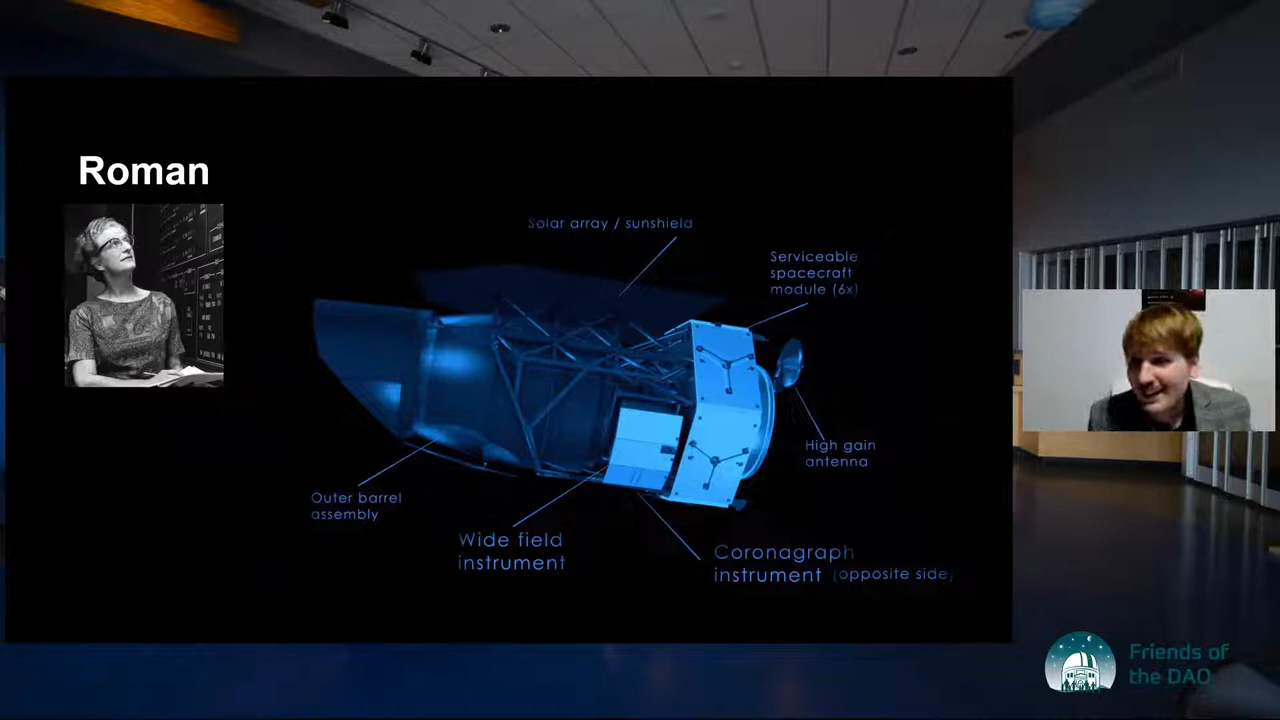 Roman
Solar array / sunshield
Serviceable
spacecraft
module (6x)
High gain
antenna
Outer barrel
assembly
Wide field
instrument
Coronagraph
instrument (opposite side)
Friends of
the DAO